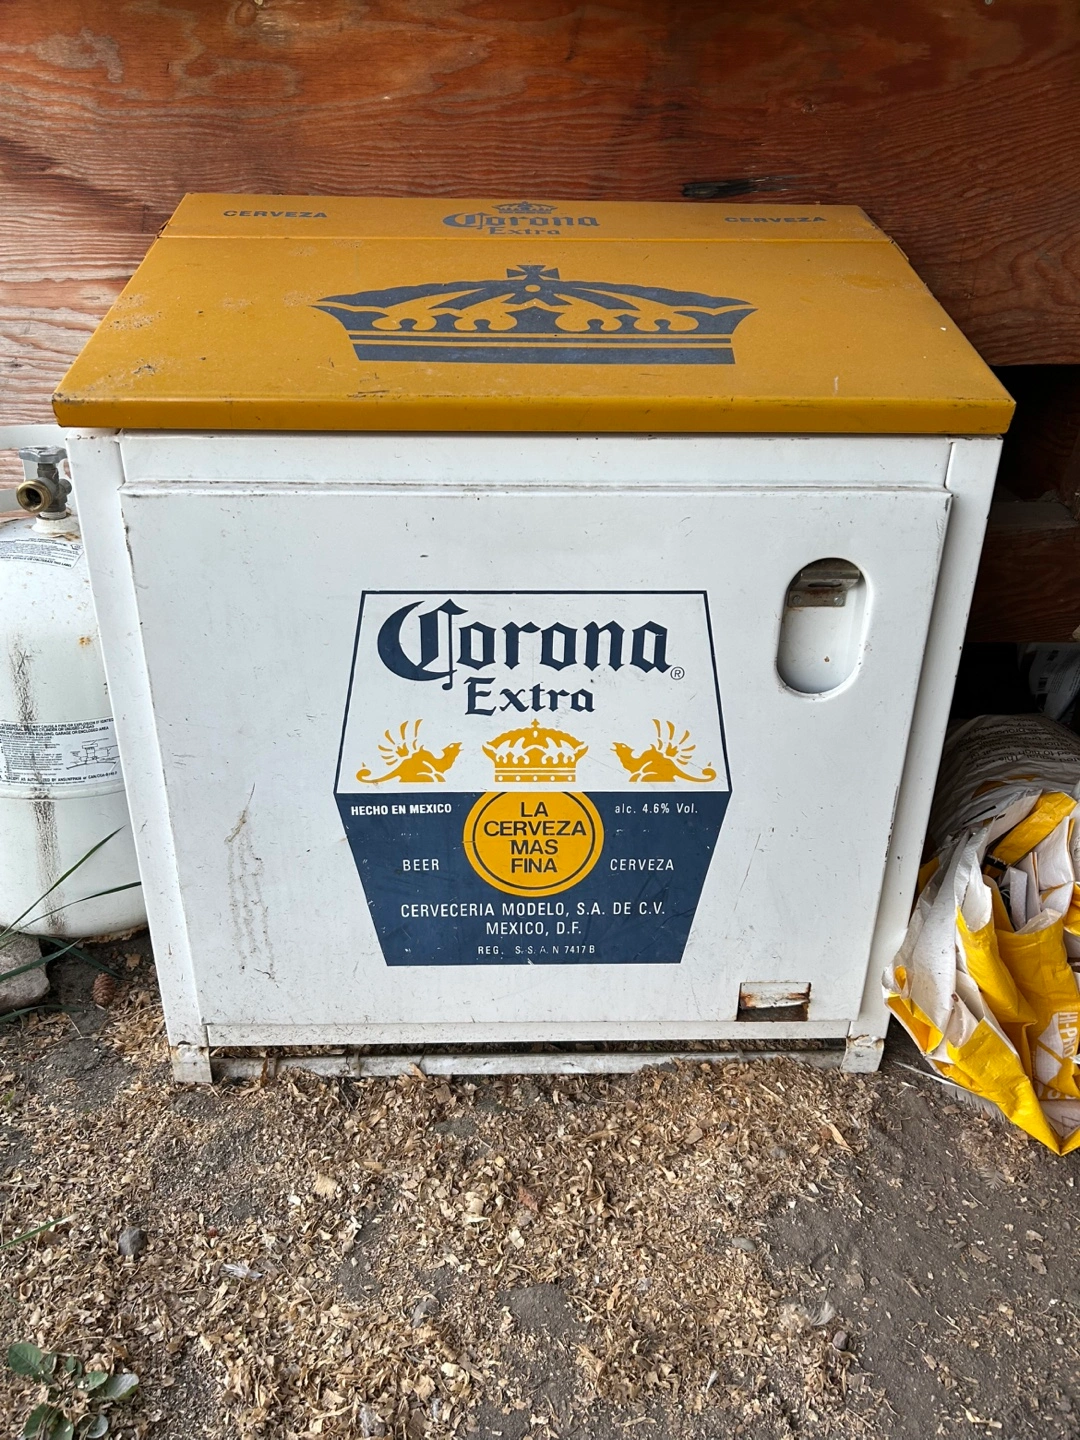 CERVEZA
Corona
Extra
CERVEZA
Corona®
Extra
HECHO EN MEXICO
alc. 4.6% Vol.
LA
CERVEZA
MAS
FINA
BEER
CERVEZA
CERVECERIA MODELO, S.A. DE C.V.
MEXICO, D.F.
REG. S.S.A. N 7417 B